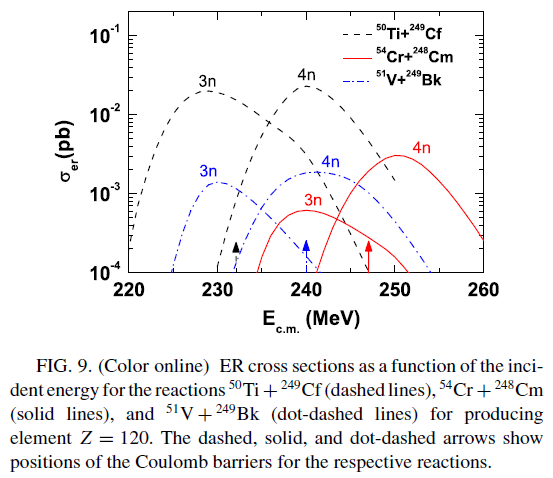 10⁻¹
10⁻²
10⁻³
10⁻⁴
σ_er(pb)
⁵⁰Ti+²⁴⁹Cf
⁵⁴Cr+²⁴⁸Cm
⁵¹V+²⁴⁹Bk
3n
4n
4n
3n
4n
3n
220 230 240 250 260
E_c.m. (MeV)
FIG. 9. (Color online) ER cross sections as a function of the inci-
dent energy for the reactions ⁵⁰Ti + ²⁴⁹Cf (dashed lines), ⁵⁴Cr + ²⁴⁸Cm
(solid lines), and ⁵¹V + ²⁴⁹Bk (dot-dashed lines) for producing
element Z = 120. The dashed, solid, and dot-dashed arrows show
positions of the Coulomb barriers for the respective reactions.